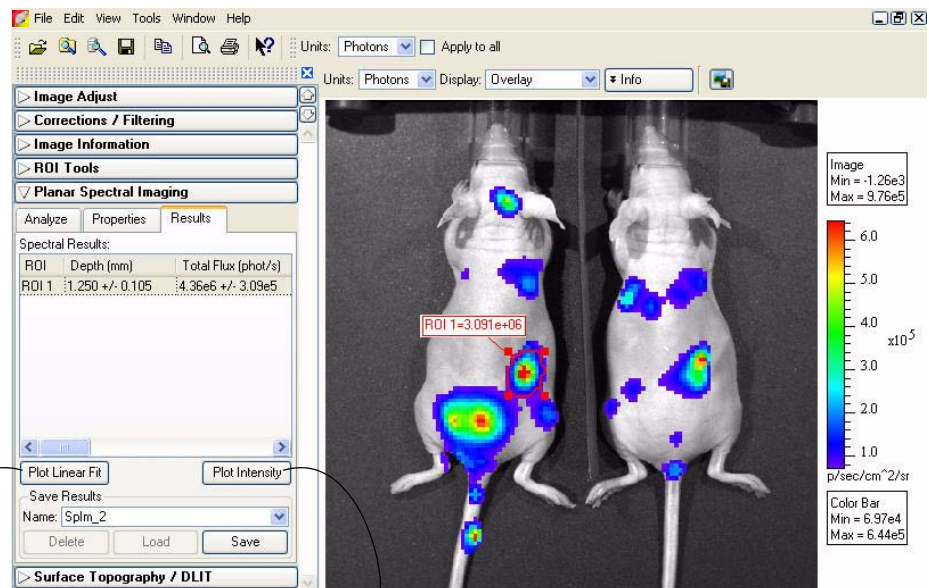 File Edit View Tools Window Help
Units: Photons Apply to all
Units: Photons Display: Overlay Info
Image Adjust
Corrections / Filtering
Image Information
ROI Tools
Planar Spectral Imaging
Analyze Properties Results
Spectral Results:
ROI Depth (mm) Total Flux (phot/s)
ROI 1 1.250 +/- 0.105 4.36e6 +/- 3.09e5
Plot Linear Fit Plot Intensity
Save Results
Name: SpIm_2
Delete Load Save
Surface Topography / DLIT
ROI 1=3.091e+06
Image
Min = -1.26e3
Max = 9.76e5
6.0
5.0
4.0
x10^5
3.0
2.0
1.0
p/sec/cm^2/sr
Color Bar
Min = 6.97e4
Max = 6.44e5